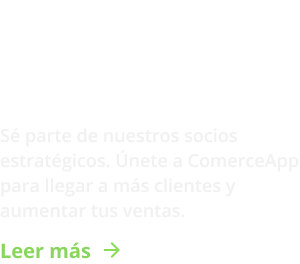 Sé parte de nuestros socios
estratégicos. Únete a ComerceApp
para llegar a más clientes y
aumentar tus ventas.
Leer más →